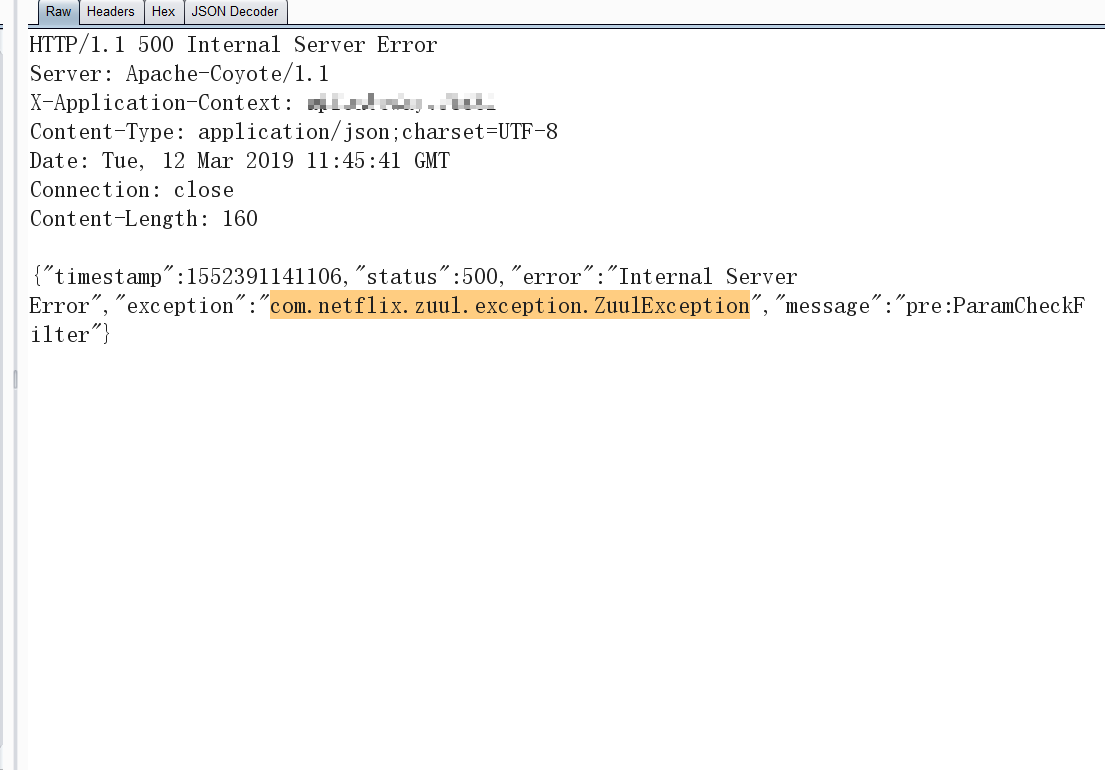 Raw Headers Hex JSON Decoder
HTTP/1.1 500 Internal Server Error
Server: Apache-Coyote/1.1
X-Application-Context:
Content-Type: application/json;charset=UTF-8
Date: Tue, 12 Mar 2019 11:45:41 GMT
Connection: close
Content-Length: 160
{"timestamp":1552391141106,"status":500,"error":"Internal Server
Error","exception":"com.netflix.zuul.exception.ZuulException","message":"pre:ParamCheckF
ilter"}